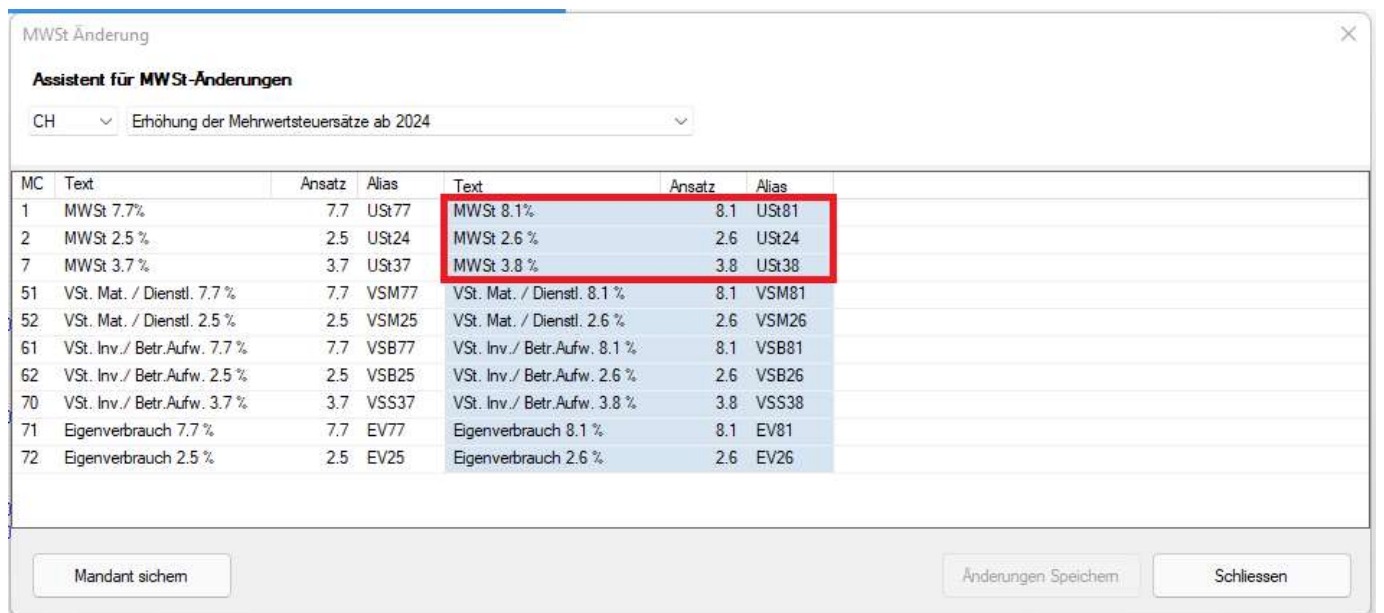 MWSt Änderung
Assistent für MWSt-Änderungen
CH Erhöhung der Mehrwertsteuersätze ab 2024
MC Text Ansatz Alias Text Ansatz Alias
1 MWSt 7.7% 7.7 USt77 MWSt 8.1% 8.1 USt81
2 MWSt 2.5 % 2.5 USt24 MWSt 2.6 % 2.6 USt24
7 MWSt 3.7 % 3.7 USt37 MWSt 3.8 % 3.8 USt38
51 VSt. Mat. / Dienstl. 7.7 % 7.7 VSM77 VSt. Mat. / Dienstl. 8.1 % 8.1 VSM81
52 VSt. Mat. / Dienstl. 2.5 % 2.5 VSM25 VSt. Mat. / Dienstl. 2.6 % 2.6 VSM26
61 VSt. Inv./ Betr.Aufw. 7.7 % 7.7 VSB77 VSt. Inv./ Betr.Aufw. 8.1 % 8.1 VSB81
62 VSt. Inv./ Betr.Aufw. 2.5 % 2.5 VSB25 VSt. Inv./ Betr.Aufw. 2.6 % 2.6 VSB26
70 VSt. Inv./ Betr.Aufw. 3.7 % 3.7 VSS37 VSt. Inv./ Betr.Aufw. 3.8 % 3.8 VSS38
71 Eigenverbrauch 7.7 % 7.7 EV77 Eigenverbrauch 8.1 % 8.1 EV81
72 Eigenverbrauch 2.5 % 2.5 EV25 Eigenverbrauch 2.6 % 2.6 EV26
Mandant sichern Änderungen Speichern Schliessen